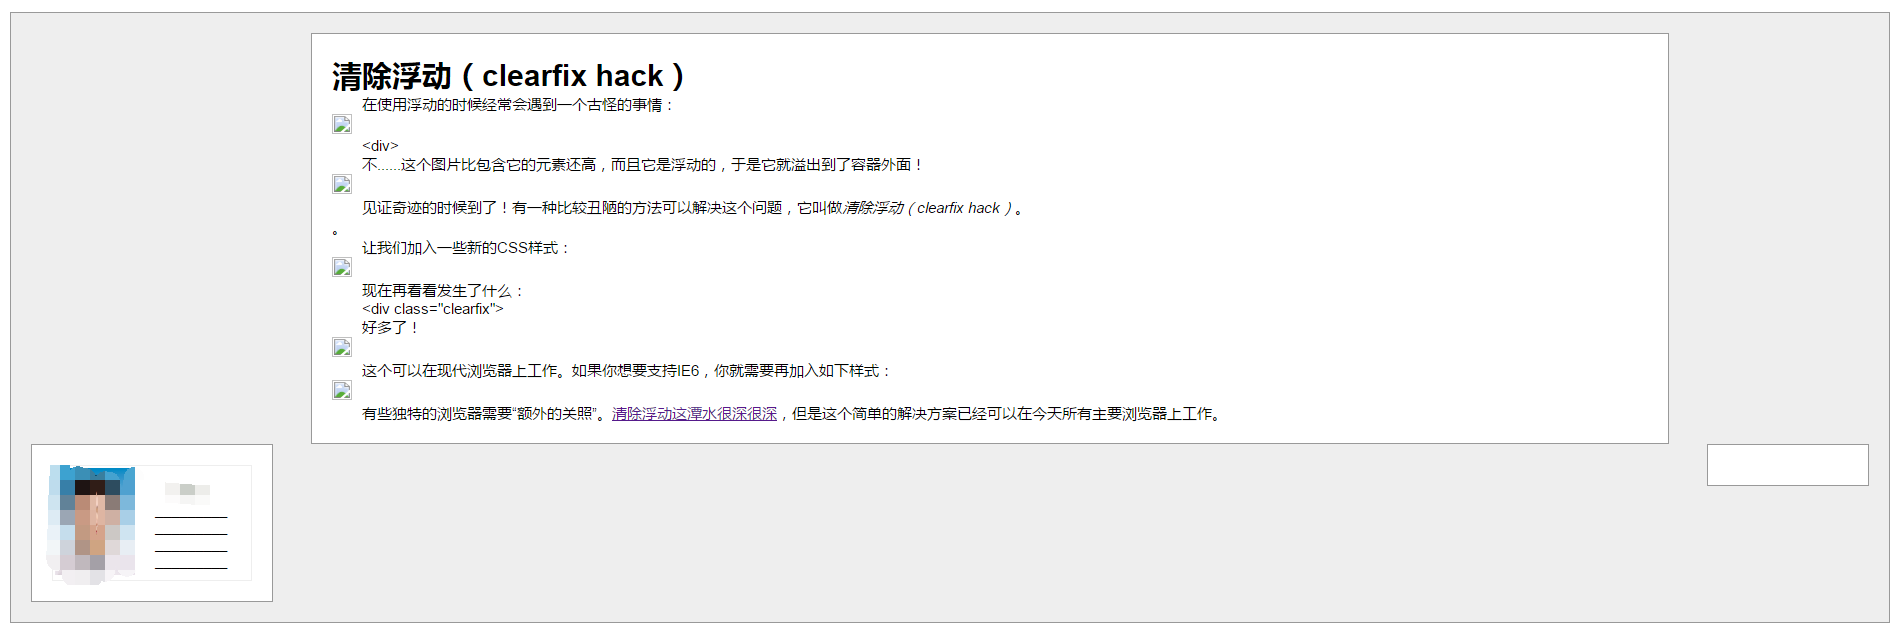 清除浮动（clearfix hack）
在使用浮动的时候经常会遇到一个古怪的事情：
<div>
不......这个图片比包含它的元素还高，而且它是浮动的，于是它就溢出到了容器外面！
见证奇迹的时候到了！有一种比较丑陋的方法可以解决这个问题，它叫做清除浮动（clearfix hack）。
。
让我们加入一些新的CSS样式：
现在再看看发生了什么：
<div class="clearfix">
好多了！
这个可以在现代浏览器上工作。如果你想要支持IE6，你就需要再加入如下样式：
有些独特的浏览器需要“额外的关照”。清除浮动这潭水很深很深，但是这个简单的解决方案已经可以在今天所有主要浏览器上工作。